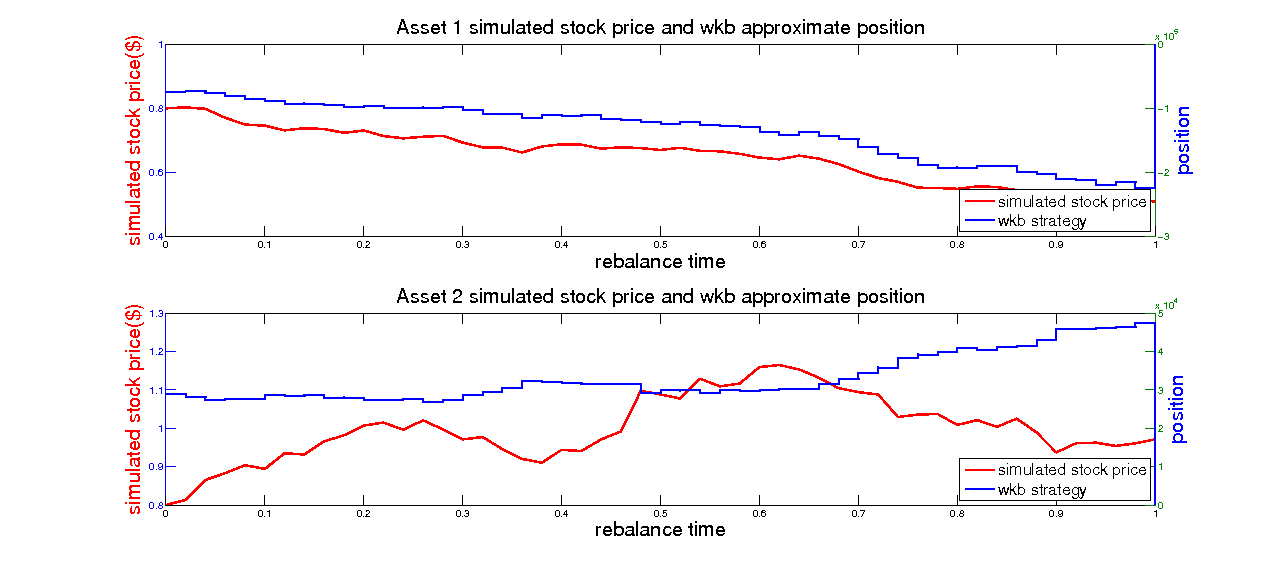 Asset 1 simulated stock price and wkb approximate position
simulated stock price($)
1
0.8
0.6
0.4
x 10^5
0
-1
-2
-3
position
simulated stock price
wkb strategy
0 0.1 0.2 0.3 0.4 0.5 0.6 0.7 0.8 0.9 1
rebalance time
Asset 2 simulated stock price and wkb approximate position
simulated stock price($)
1.3
1.2
1.1
1
0.9
0.8
x 10^4
5
4
3
2
1
0
position
simulated stock price
wkb strategy
0 0.1 0.2 0.3 0.4 0.5 0.6 0.7 0.8 0.9 1
rebalance time